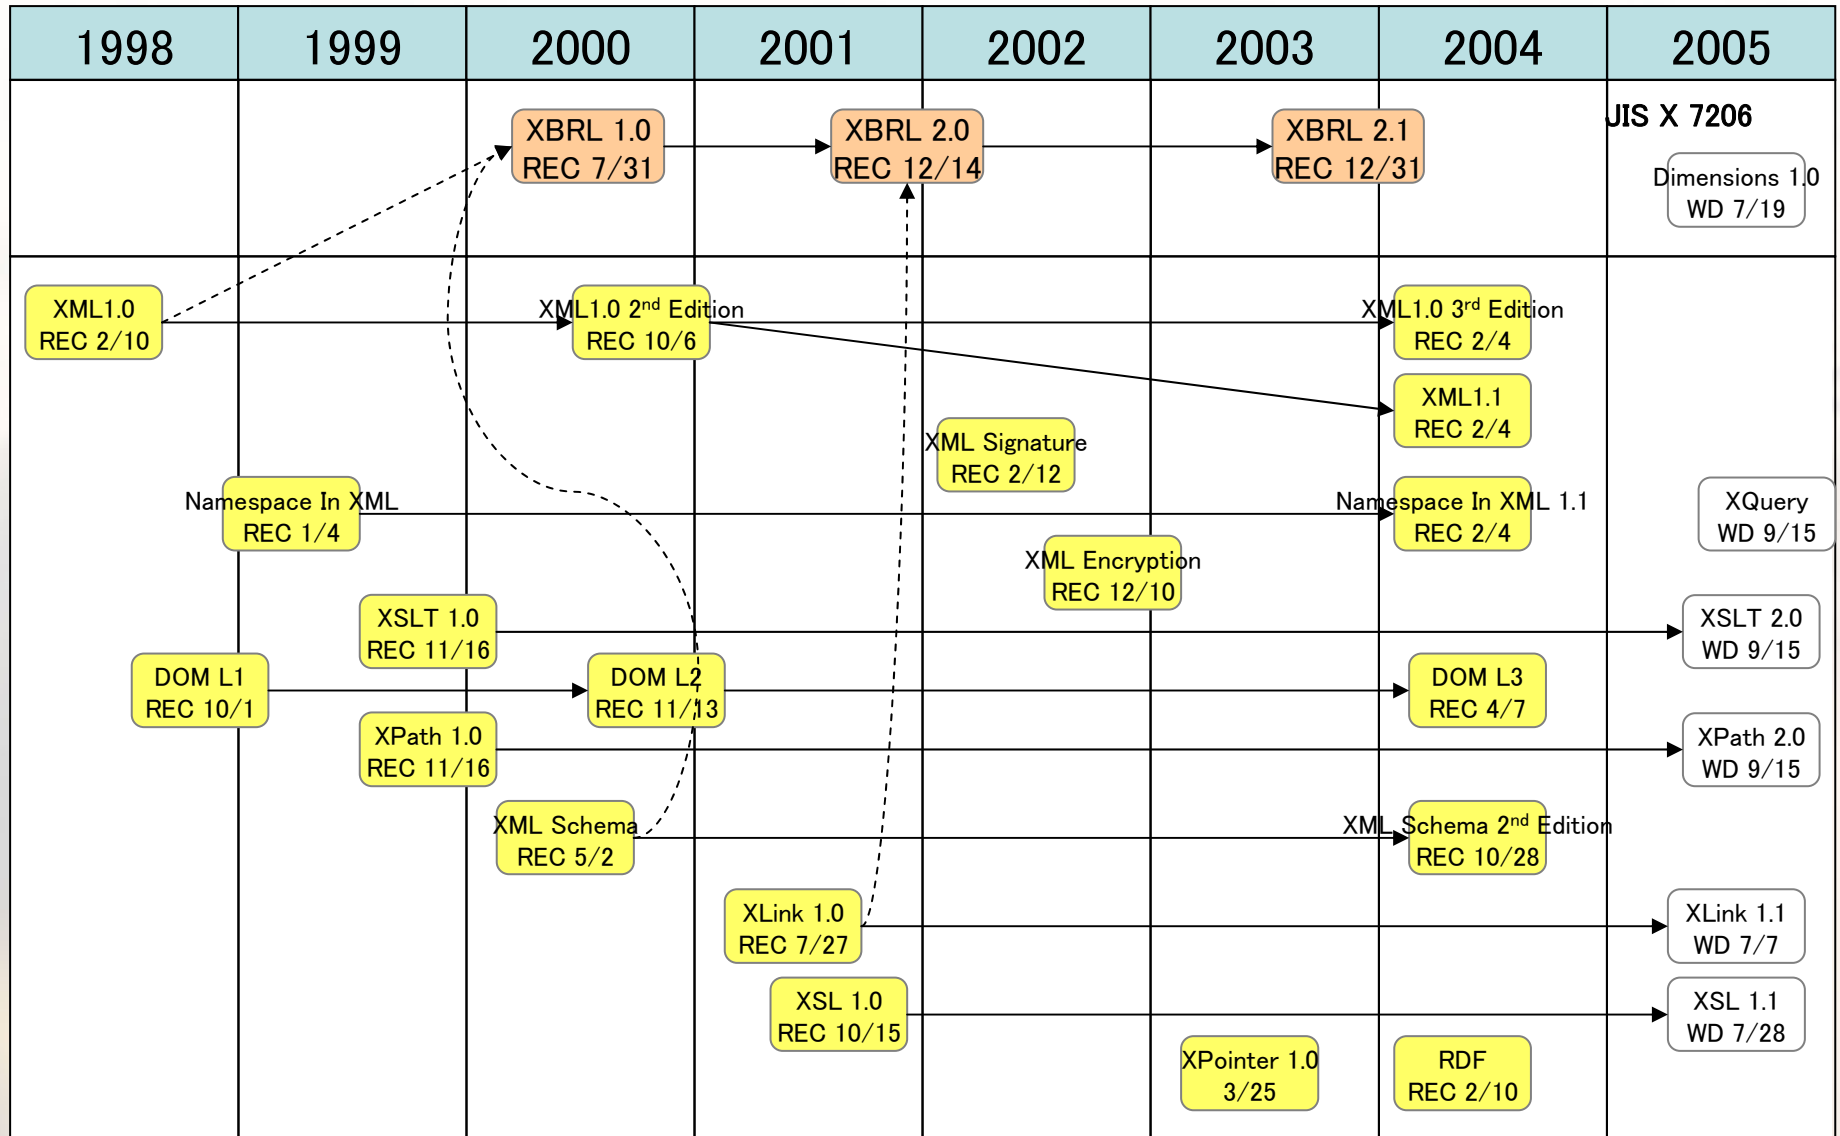 1998 1999 2000 2001 2002 2003 2004 2005
XBRL 1.0
REC 7/31
XBRL 2.0
REC 12/14
XBRL 2.1
REC 12/31
JIS X 7206
Dimensions 1.0
WD 7/19
XML1.0
REC 2/10
XML1.0 2nd Edition
REC 10/6
XML1.0 3rd Edition
REC 2/4
XML1.1
REC 2/4
XML Signature
REC 2/12
Namespace In XML
REC 1/4
Namespace In XML 1.1
REC 2/4
XQuery
WD 9/15
XML Encryption
REC 12/10
XSLT 1.0
REC 11/16
XSLT 2.0
WD 9/15
DOM L1
REC 10/1
DOM L2
REC 11/13
DOM L3
REC 4/7
XPath 1.0
REC 11/16
XPath 2.0
WD 9/15
XML Schema
REC 5/2
XML Schema 2nd Edition
REC 10/28
XLink 1.0
REC 7/27
XLink 1.1
WD 7/7
XSL 1.0
REC 10/15
XSL 1.1
WD 7/28
XPointer 1.0
3/25
RDF
REC 2/10